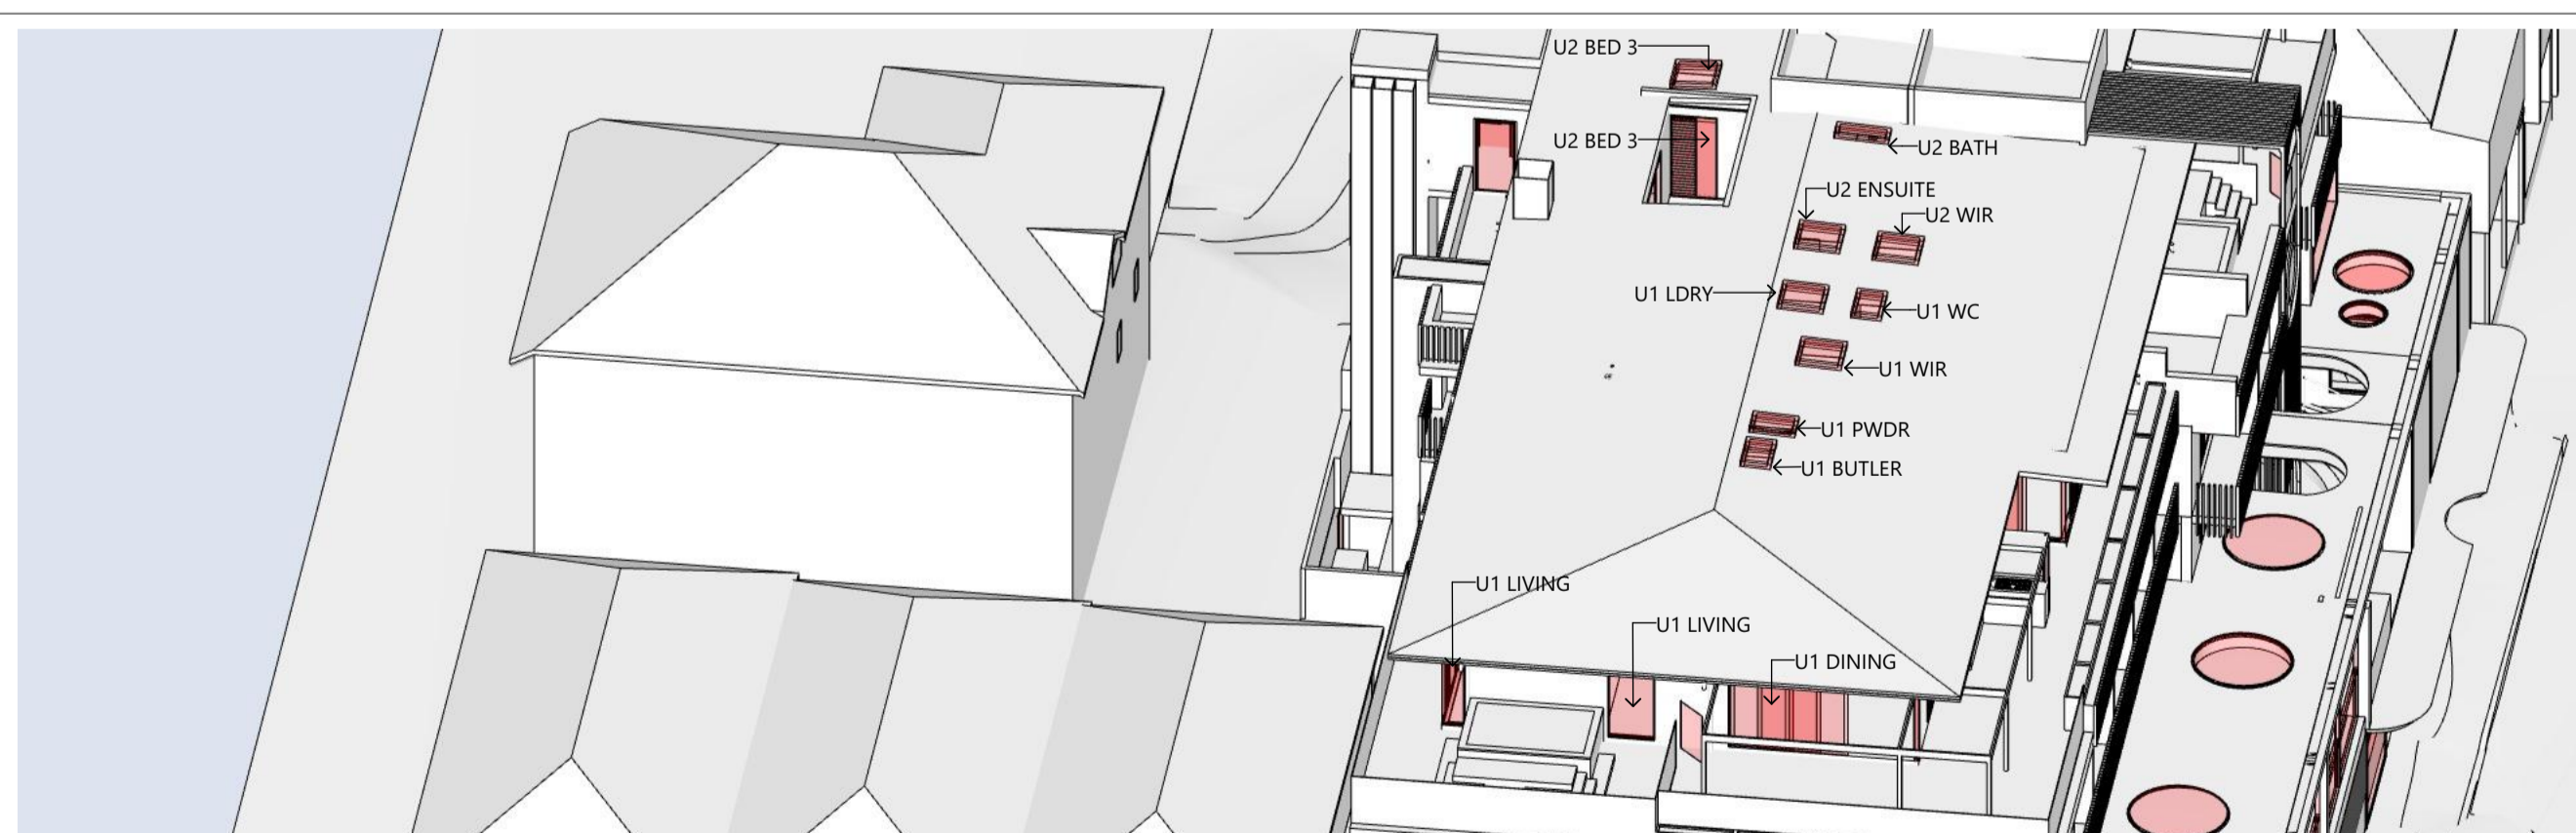 U2 BED 3
U2 BED 3
U2 BATH
U2 ENSUITE
U2 WIR
U1 LDRY
U1 WC
U1 WIR
U1 PWDR
U1 BUTLER
U1 LIVING
U1 LIVING
U1 DINING